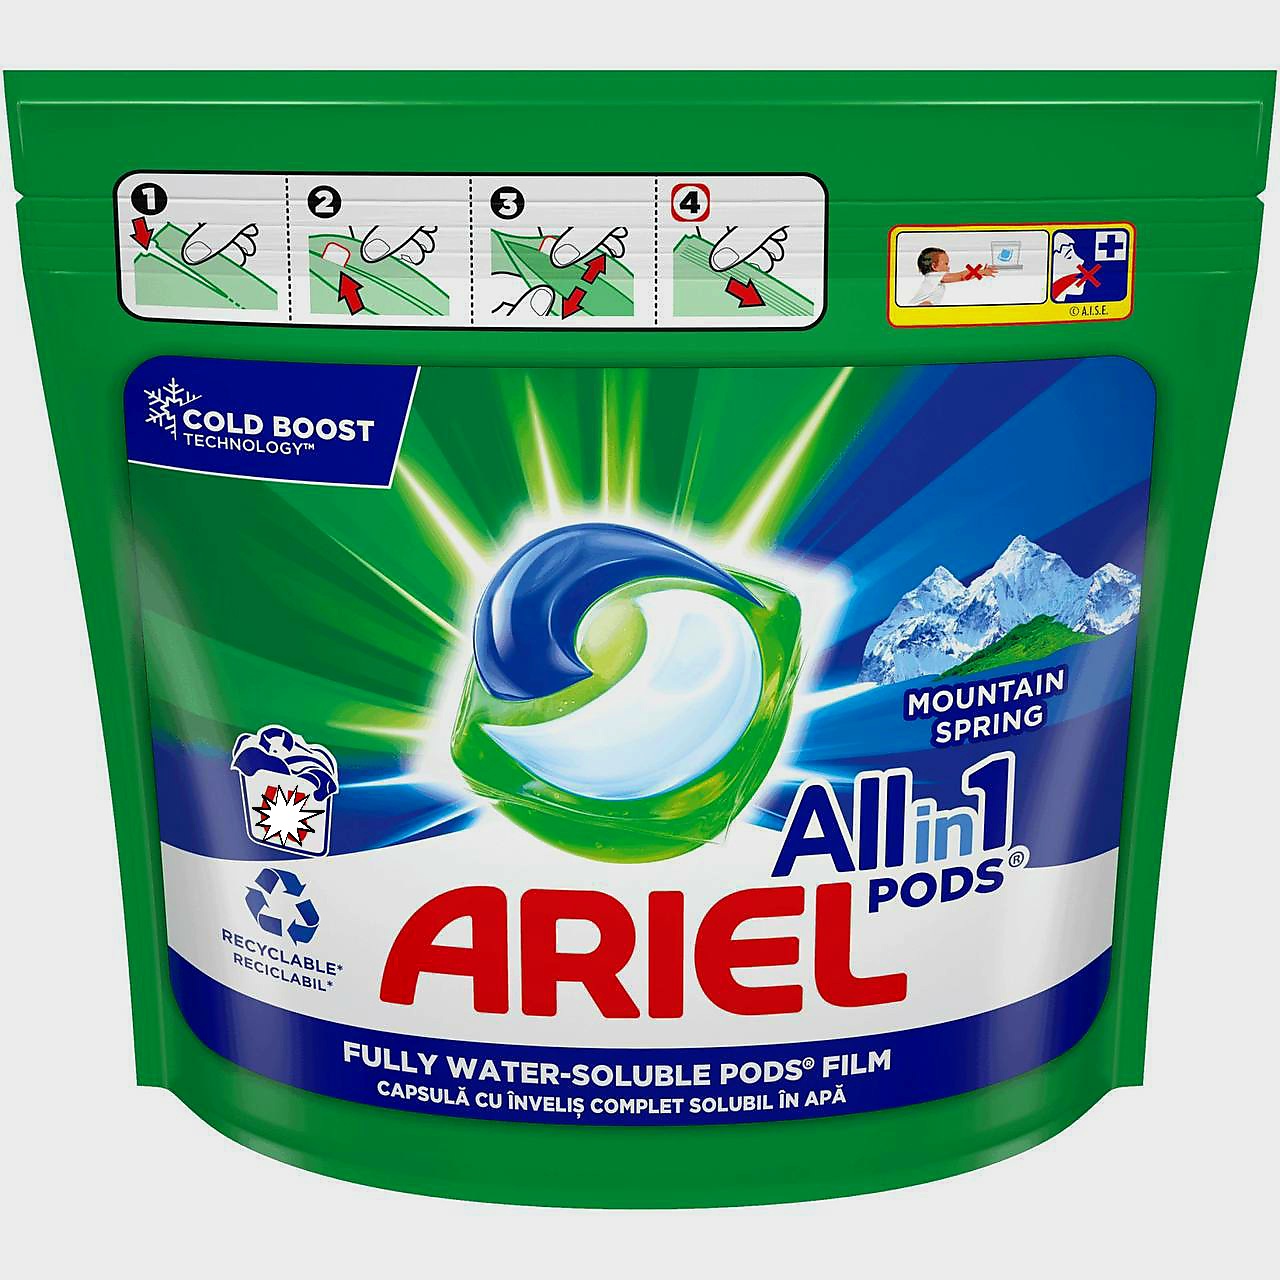 1
2
3
4
© A.I.S.E.
COLD BOOST
TECHNOLOGY™
MOUNTAIN
SPRING
All in 1
PODS®
ARIEL
RECYCLABLE*
RECICLABIL*
FULLY WATER-SOLUBLE PODS® FILM
CAPSULĂ CU ÎNVELIȘ COMPLET SOLUBIL ÎN APĂ